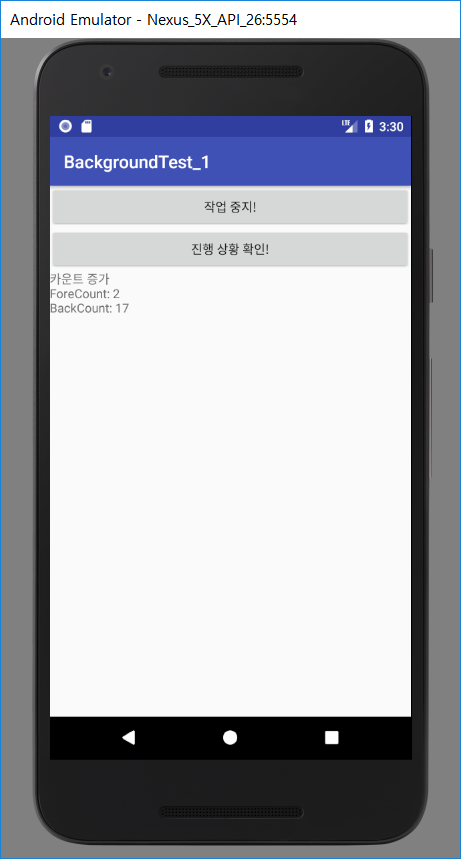 Android Emulator - Nexus_5X_API_26:5554
LTE 3:30
BackgroundTest_1
작업 중지!
진행 상황 확인!
카운트 증가
ForeCount: 2
BackCount: 17